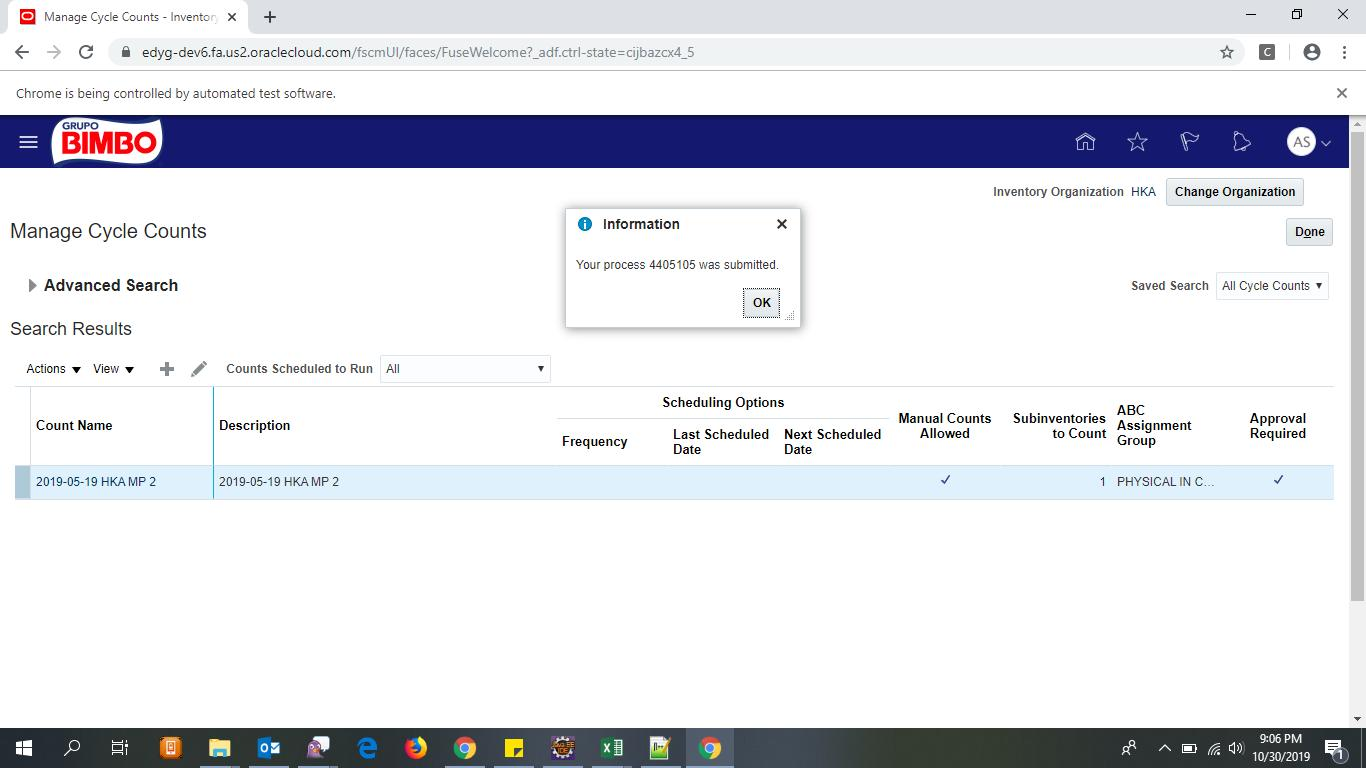 Manage Cycle Counts - Inventory
edyg-dev6.fa.us2.oraclecloud.com/fscmUI/faces/FuseWelcome?_adf.ctrl-state=cijbazcx4_5
C
Chrome is being controlled by automated test software.
GRUPO
BIMBO
AS
Inventory Organization HKA Change Organization
Manage Cycle Counts
Done
Information
Your process 4405105 was submitted.
OK
Advanced Search
Saved Search All Cycle Counts
Search Results
Actions View Counts Scheduled to Run All
Count Name
Description
Scheduling Options
Frequency
Last Scheduled Date
Next Scheduled Date
Manual Counts Allowed
Subinventories to Count
ABC Assignment Group
Approval Required
2019-05-19 HKA MP 2 2019-05-19 HKA MP 2 1 PHYSICAL IN C...
9:06 PM
10/30/2019
1